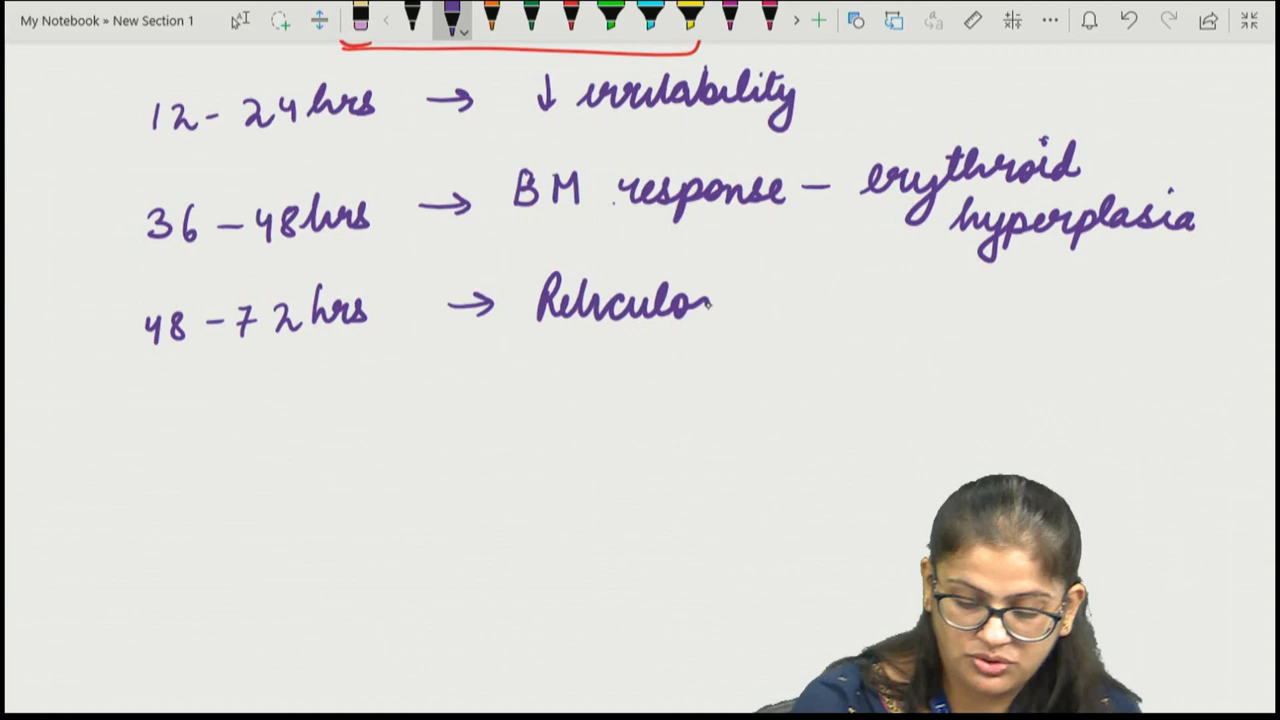 My Notebook » New Section 1
12 - 24 hrs → ↓ irritability
36 - 48 hrs → BM response - erythroid
hyperplasia
48 - 72 hrs → Reticulo